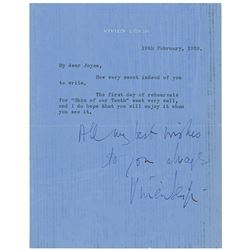 VIVIEN LEIGH
18th February, 1959.
My dear Joyce,
How very sweet indeed of you
to write.
The first day of rehearsals
for "Skin of our Teeth" went very well,
and I do hope that you will enjoy it when
you see it.
All my best wishes
to you always
Vivien Leigh